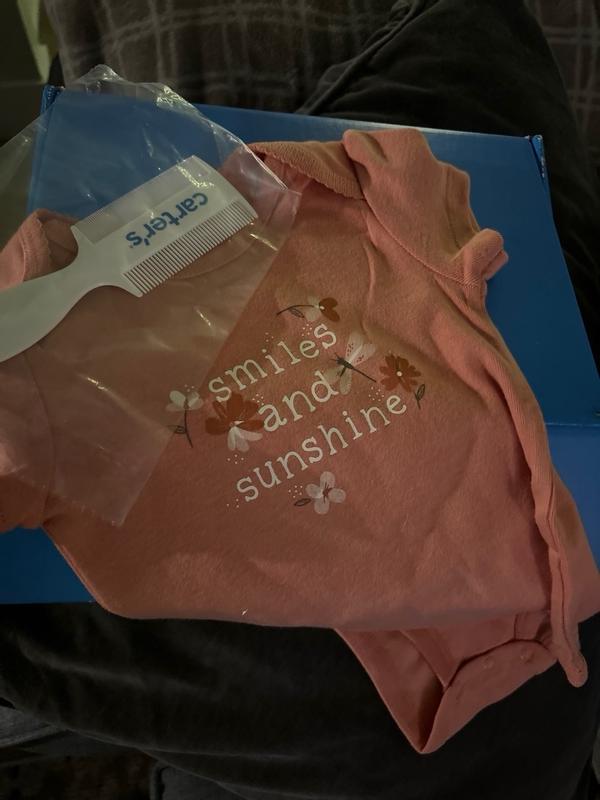 carter's
smiles
and
sunshine